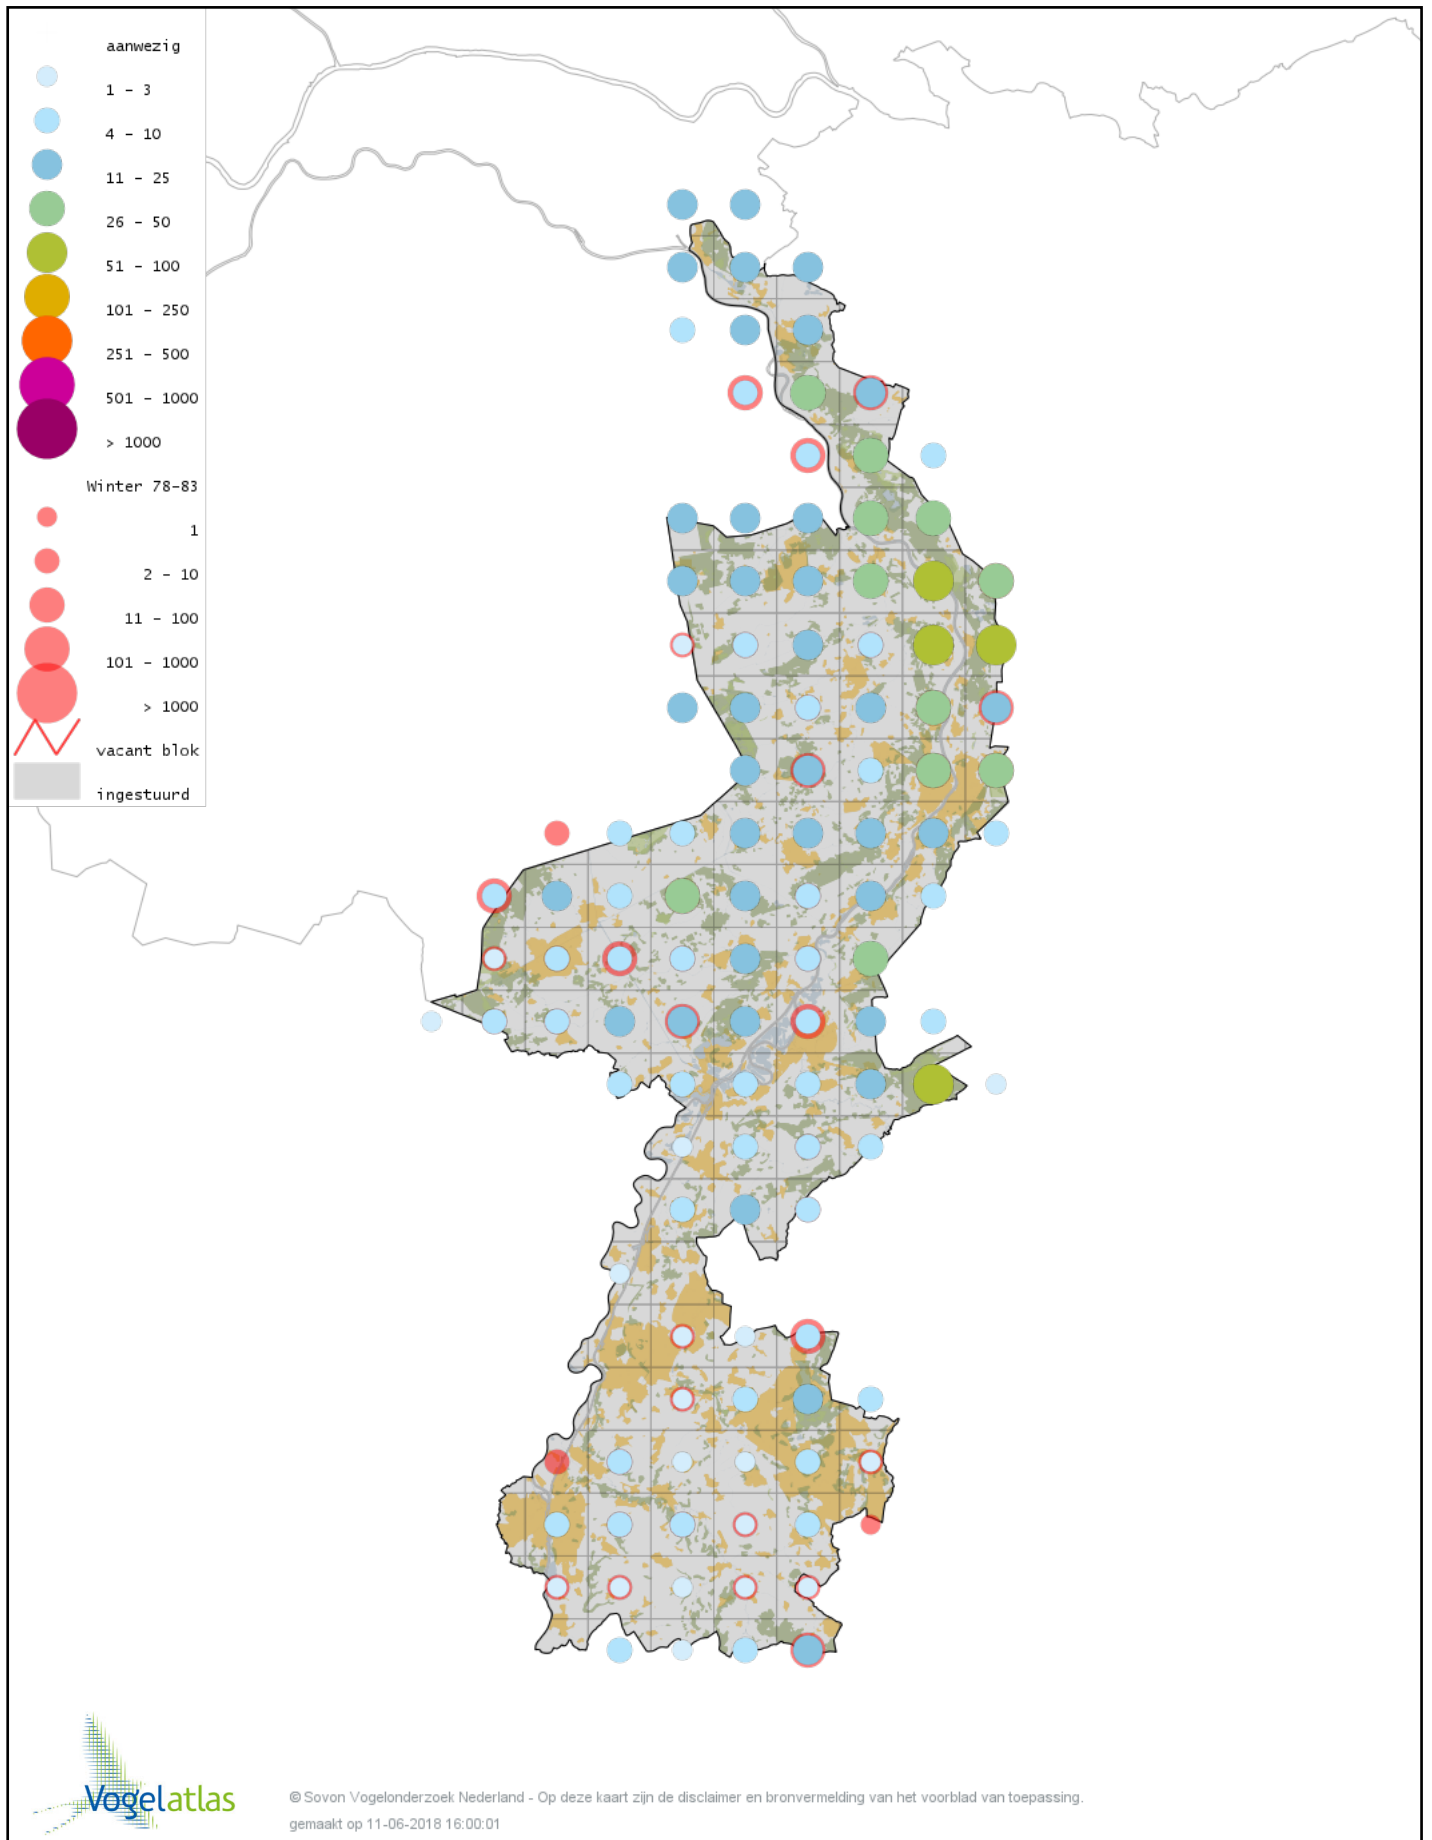 aanwezig
1 - 3
4 - 10
11 - 25
26 - 50
51 - 100
101 - 250
251 - 500
501 - 1000
> 1000
Winter 78-83
1
2 - 10
11 - 100
101 - 1000
> 1000
vacant blok
ingestuurd
Vogelatlas
© Sovon Vogelonderzoek Nederland - Op deze kaart zijn de disclaimer en bronvermelding van het voorblad van toepassing.
gemaakt op 11-06-2018 16:00:01